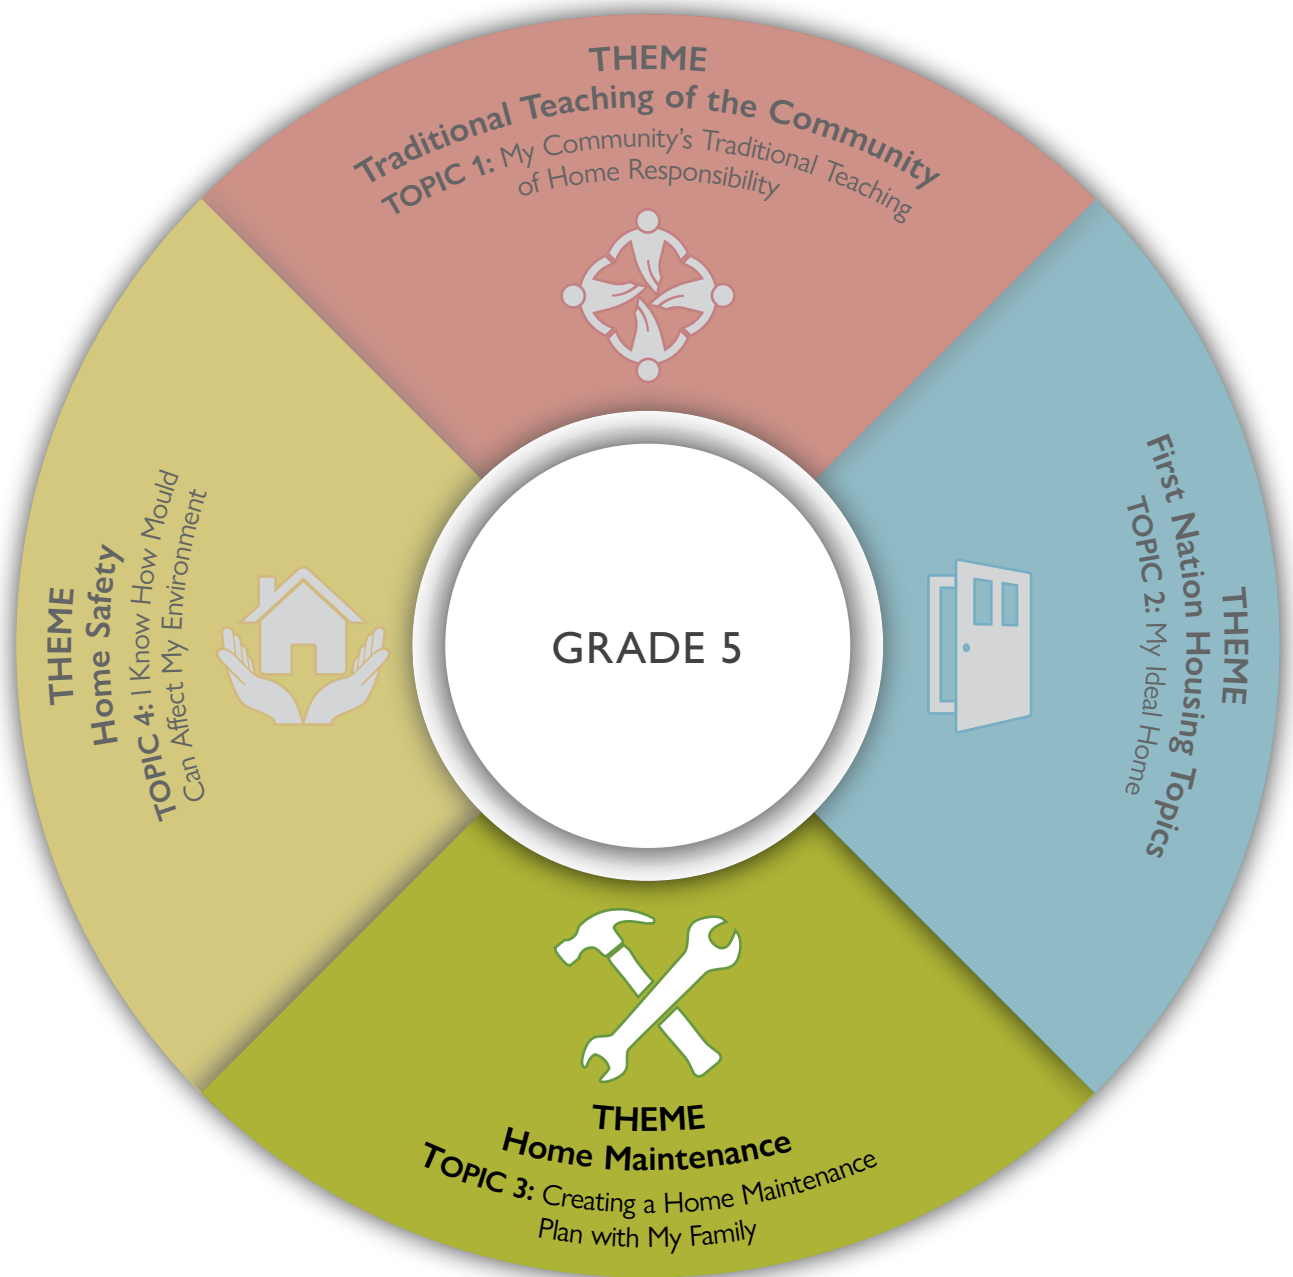 THEME
Traditional Teaching of the Community
TOPIC 1: My Community's Traditional Teaching
of Home Responsibility
THEME
First Nation Housing Topics
TOPIC 2: My Ideal Home
THEME
Home Maintenance
TOPIC 3: Creating a Home Maintenance
Plan with My Family
THEME
Home Safety
TOPIC 4: I Know How Mould
Can Affect My Environment
GRADE 5